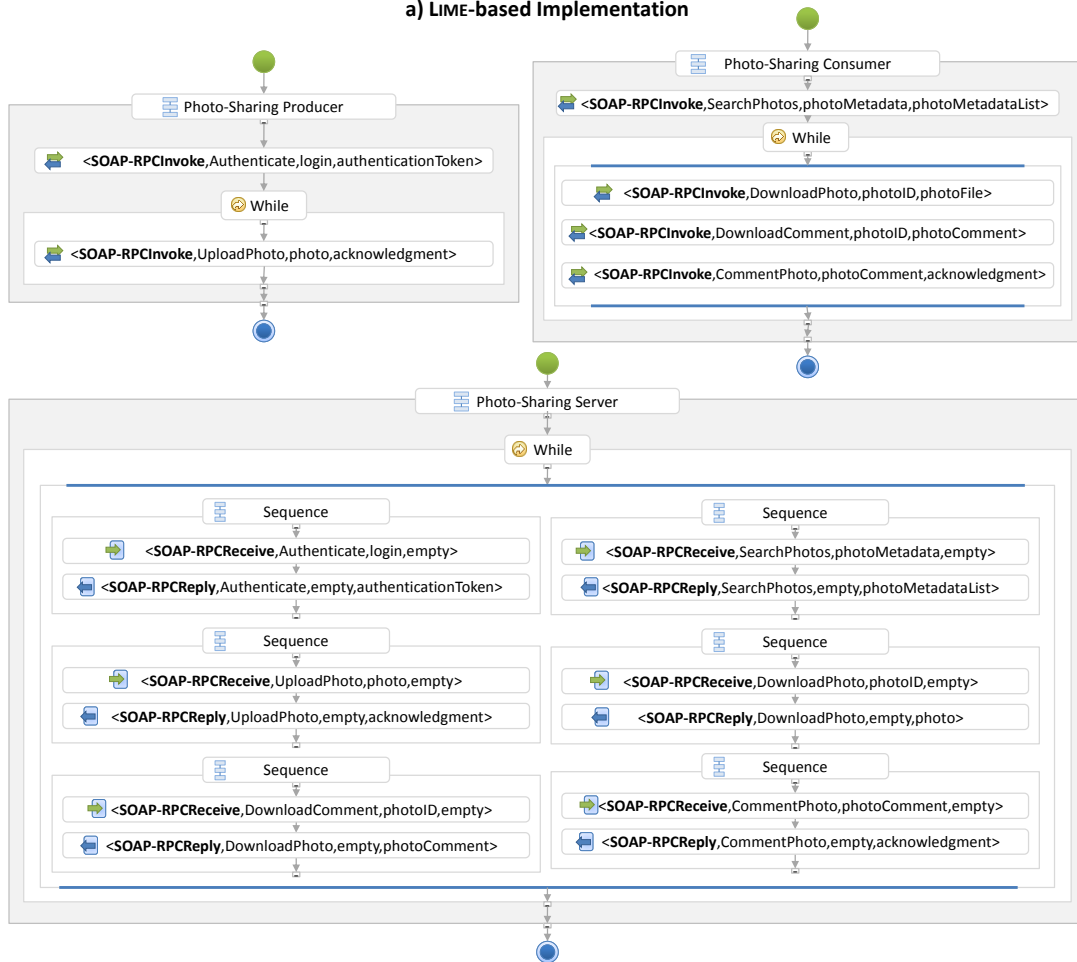 a) LIME-based Implementation
Photo-Sharing Producer
<SOAP-RPCInvoke,Authenticate,login,authenticationToken>
While
<SOAP-RPCInvoke,UploadPhoto,photo,acknowledgment>
Photo-Sharing Consumer
<SOAP-RPCInvoke,SearchPhotos,photoMetadata,photoMetadataList>
While
<SOAP-RPCInvoke,DownloadPhoto,photoID,photoFile>
<SOAP-RPCInvoke,DownloadComment,photoID,photoComment>
<SOAP-RPCInvoke,CommentPhoto,photoComment,acknowledgment>
Photo-Sharing Server
While
Sequence
<SOAP-RPCReceive,Authenticate,login,empty>
<SOAP-RPCReply,Authenticate,empty,authenticationToken>
Sequence
<SOAP-RPCReceive,SearchPhotos,photoMetadata,empty>
<SOAP-RPCReply,SearchPhotos,empty,photoMetadataList>
Sequence
<SOAP-RPCReceive,UploadPhoto,photo,empty>
<SOAP-RPCReply,UploadPhoto,empty,acknowledgment>
Sequence
<SOAP-RPCReceive,DownloadPhoto,photoID,empty>
<SOAP-RPCReply,DownloadPhoto,empty,photo>
Sequence
<SOAP-RPCReceive,DownloadComment,photoID,empty>
<SOAP-RPCReply,DownloadPhoto,empty,photoComment>
Sequence
<SOAP-RPCReceive,CommentPhoto,photoComment,empty>
<SOAP-RPCReply,CommentPhoto,empty,acknowledgment>